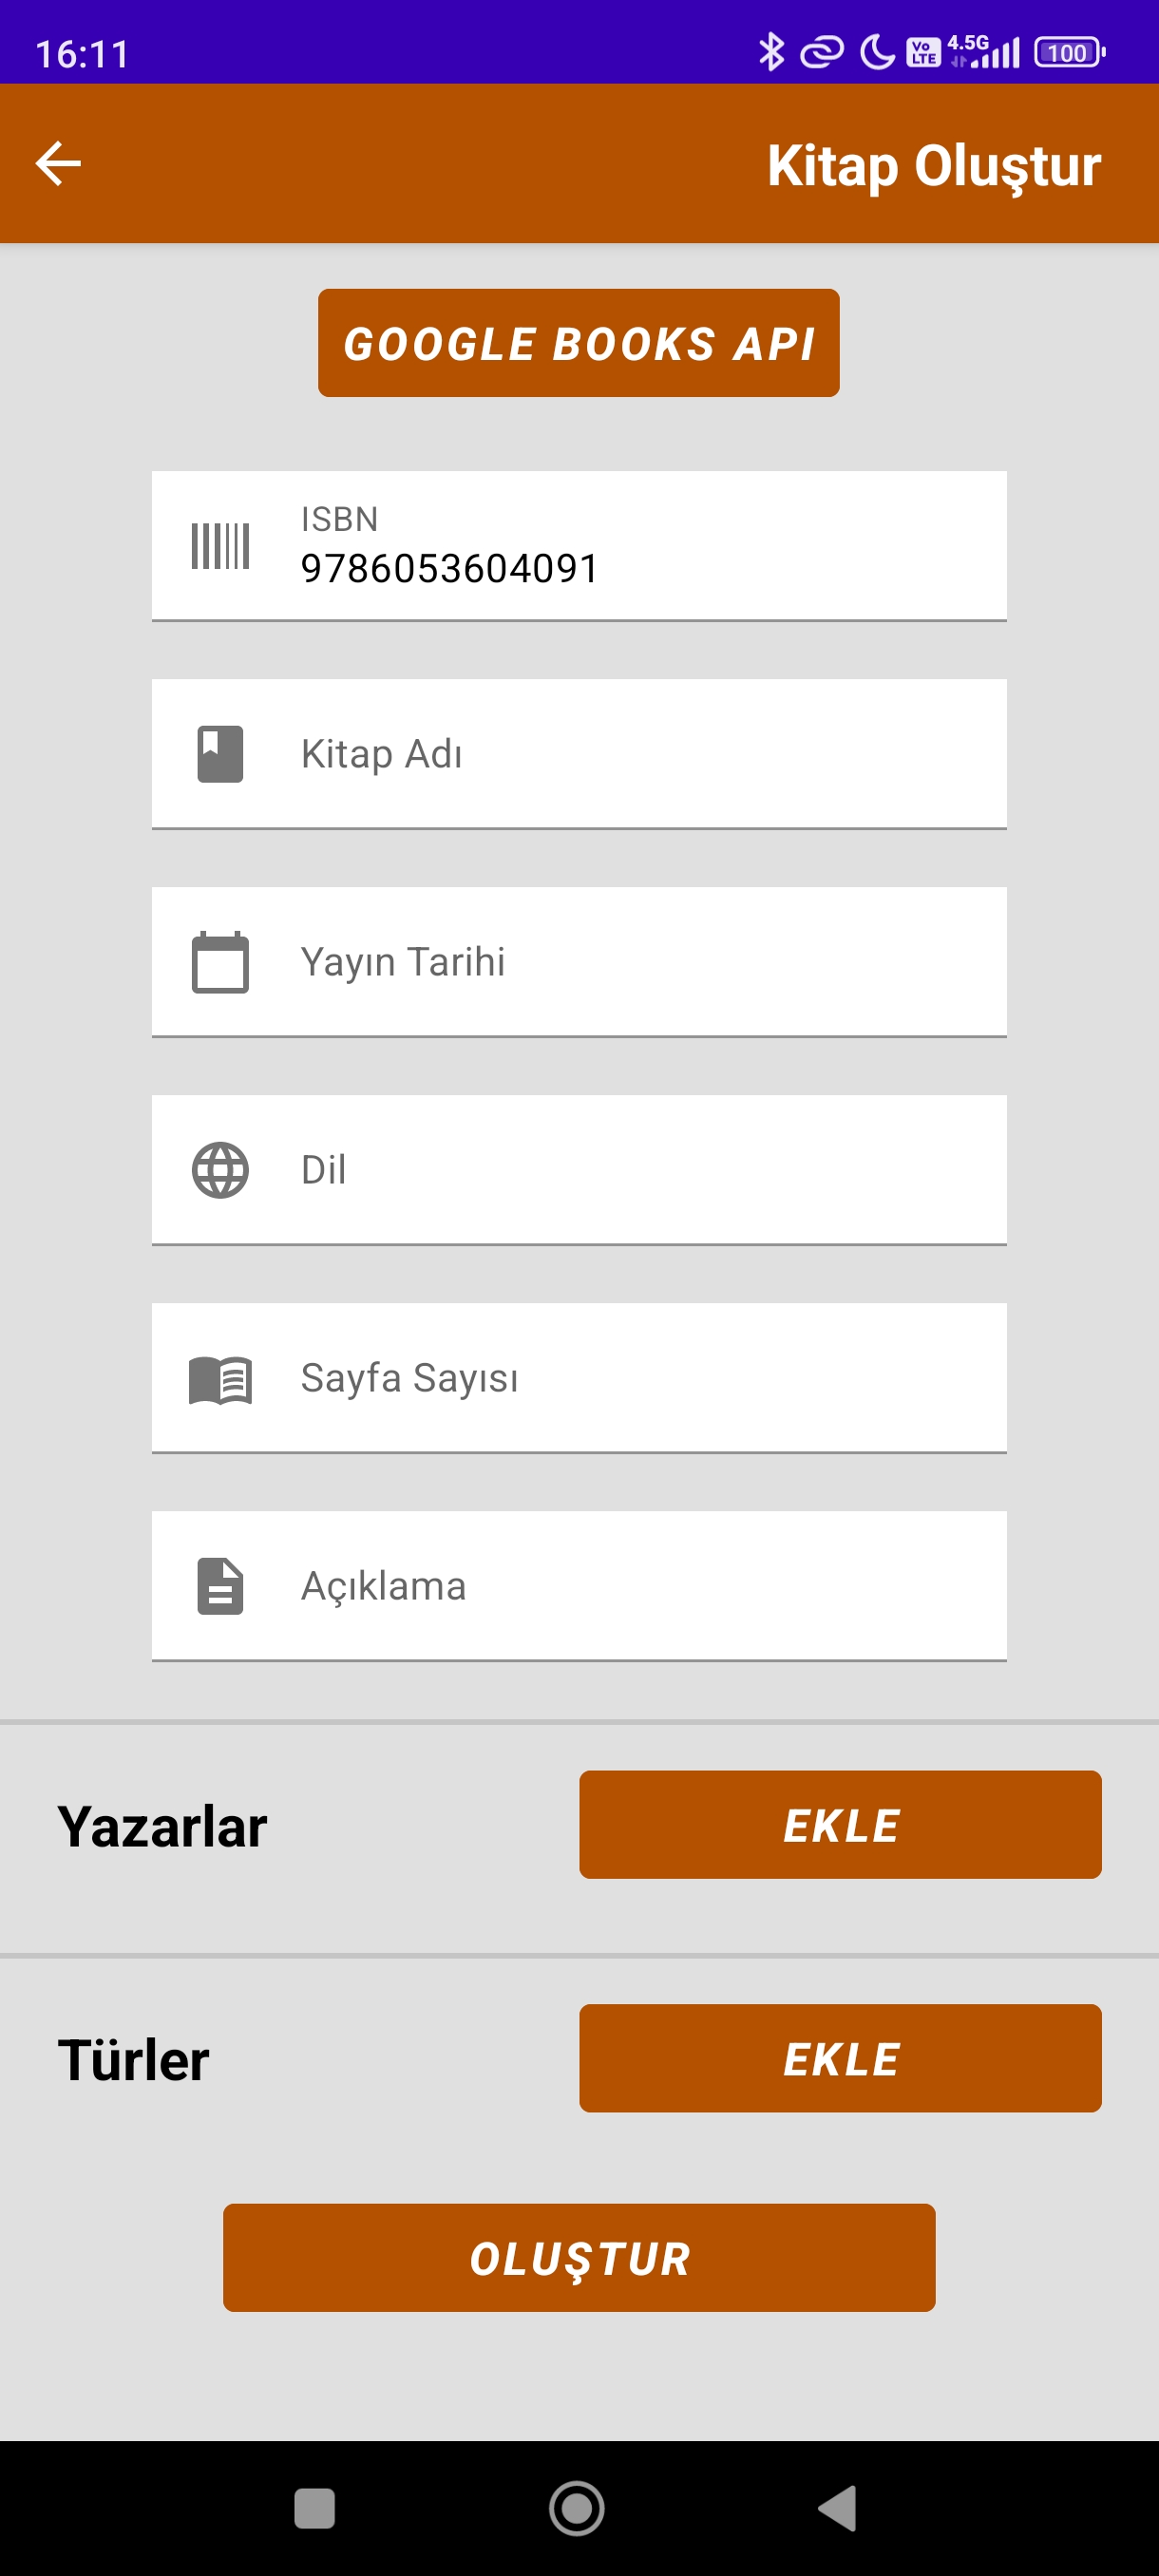 16:11
Vo LTE
4.5G
100
Kitap Oluştur
GOOGLE BOOKS API
ISBN
9786053604091
Kitap Adı
Yayın Tarihi
Dil
Sayfa Sayısı
Açıklama
Yazarlar
EKLE
Türler
EKLE
OLUŞTUR